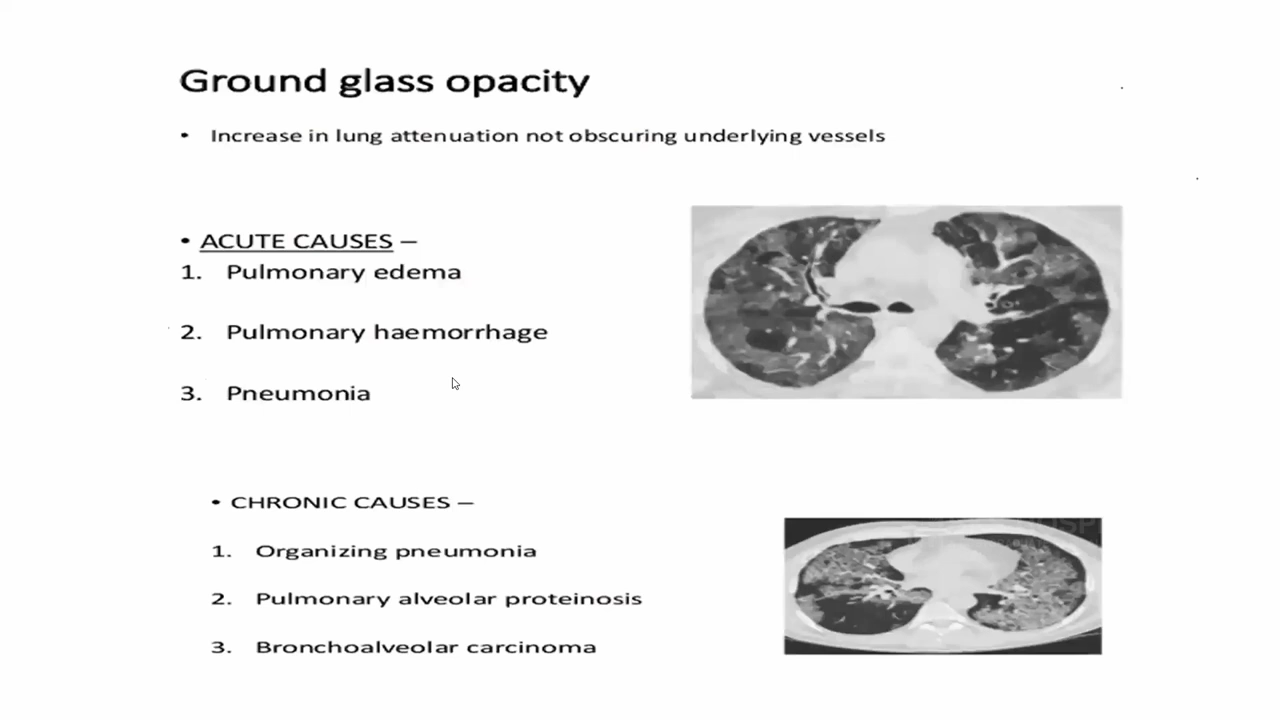 Ground glass opacity
• Increase in lung attenuation not obscuring underlying vessels
• ACUTE CAUSES –
1. Pulmonary edema
2. Pulmonary haemorrhage
3. Pneumonia
• CHRONIC CAUSES –
1. Organizing pneumonia
2. Pulmonary alveolar proteinosis
3. Bronchoalveolar carcinoma